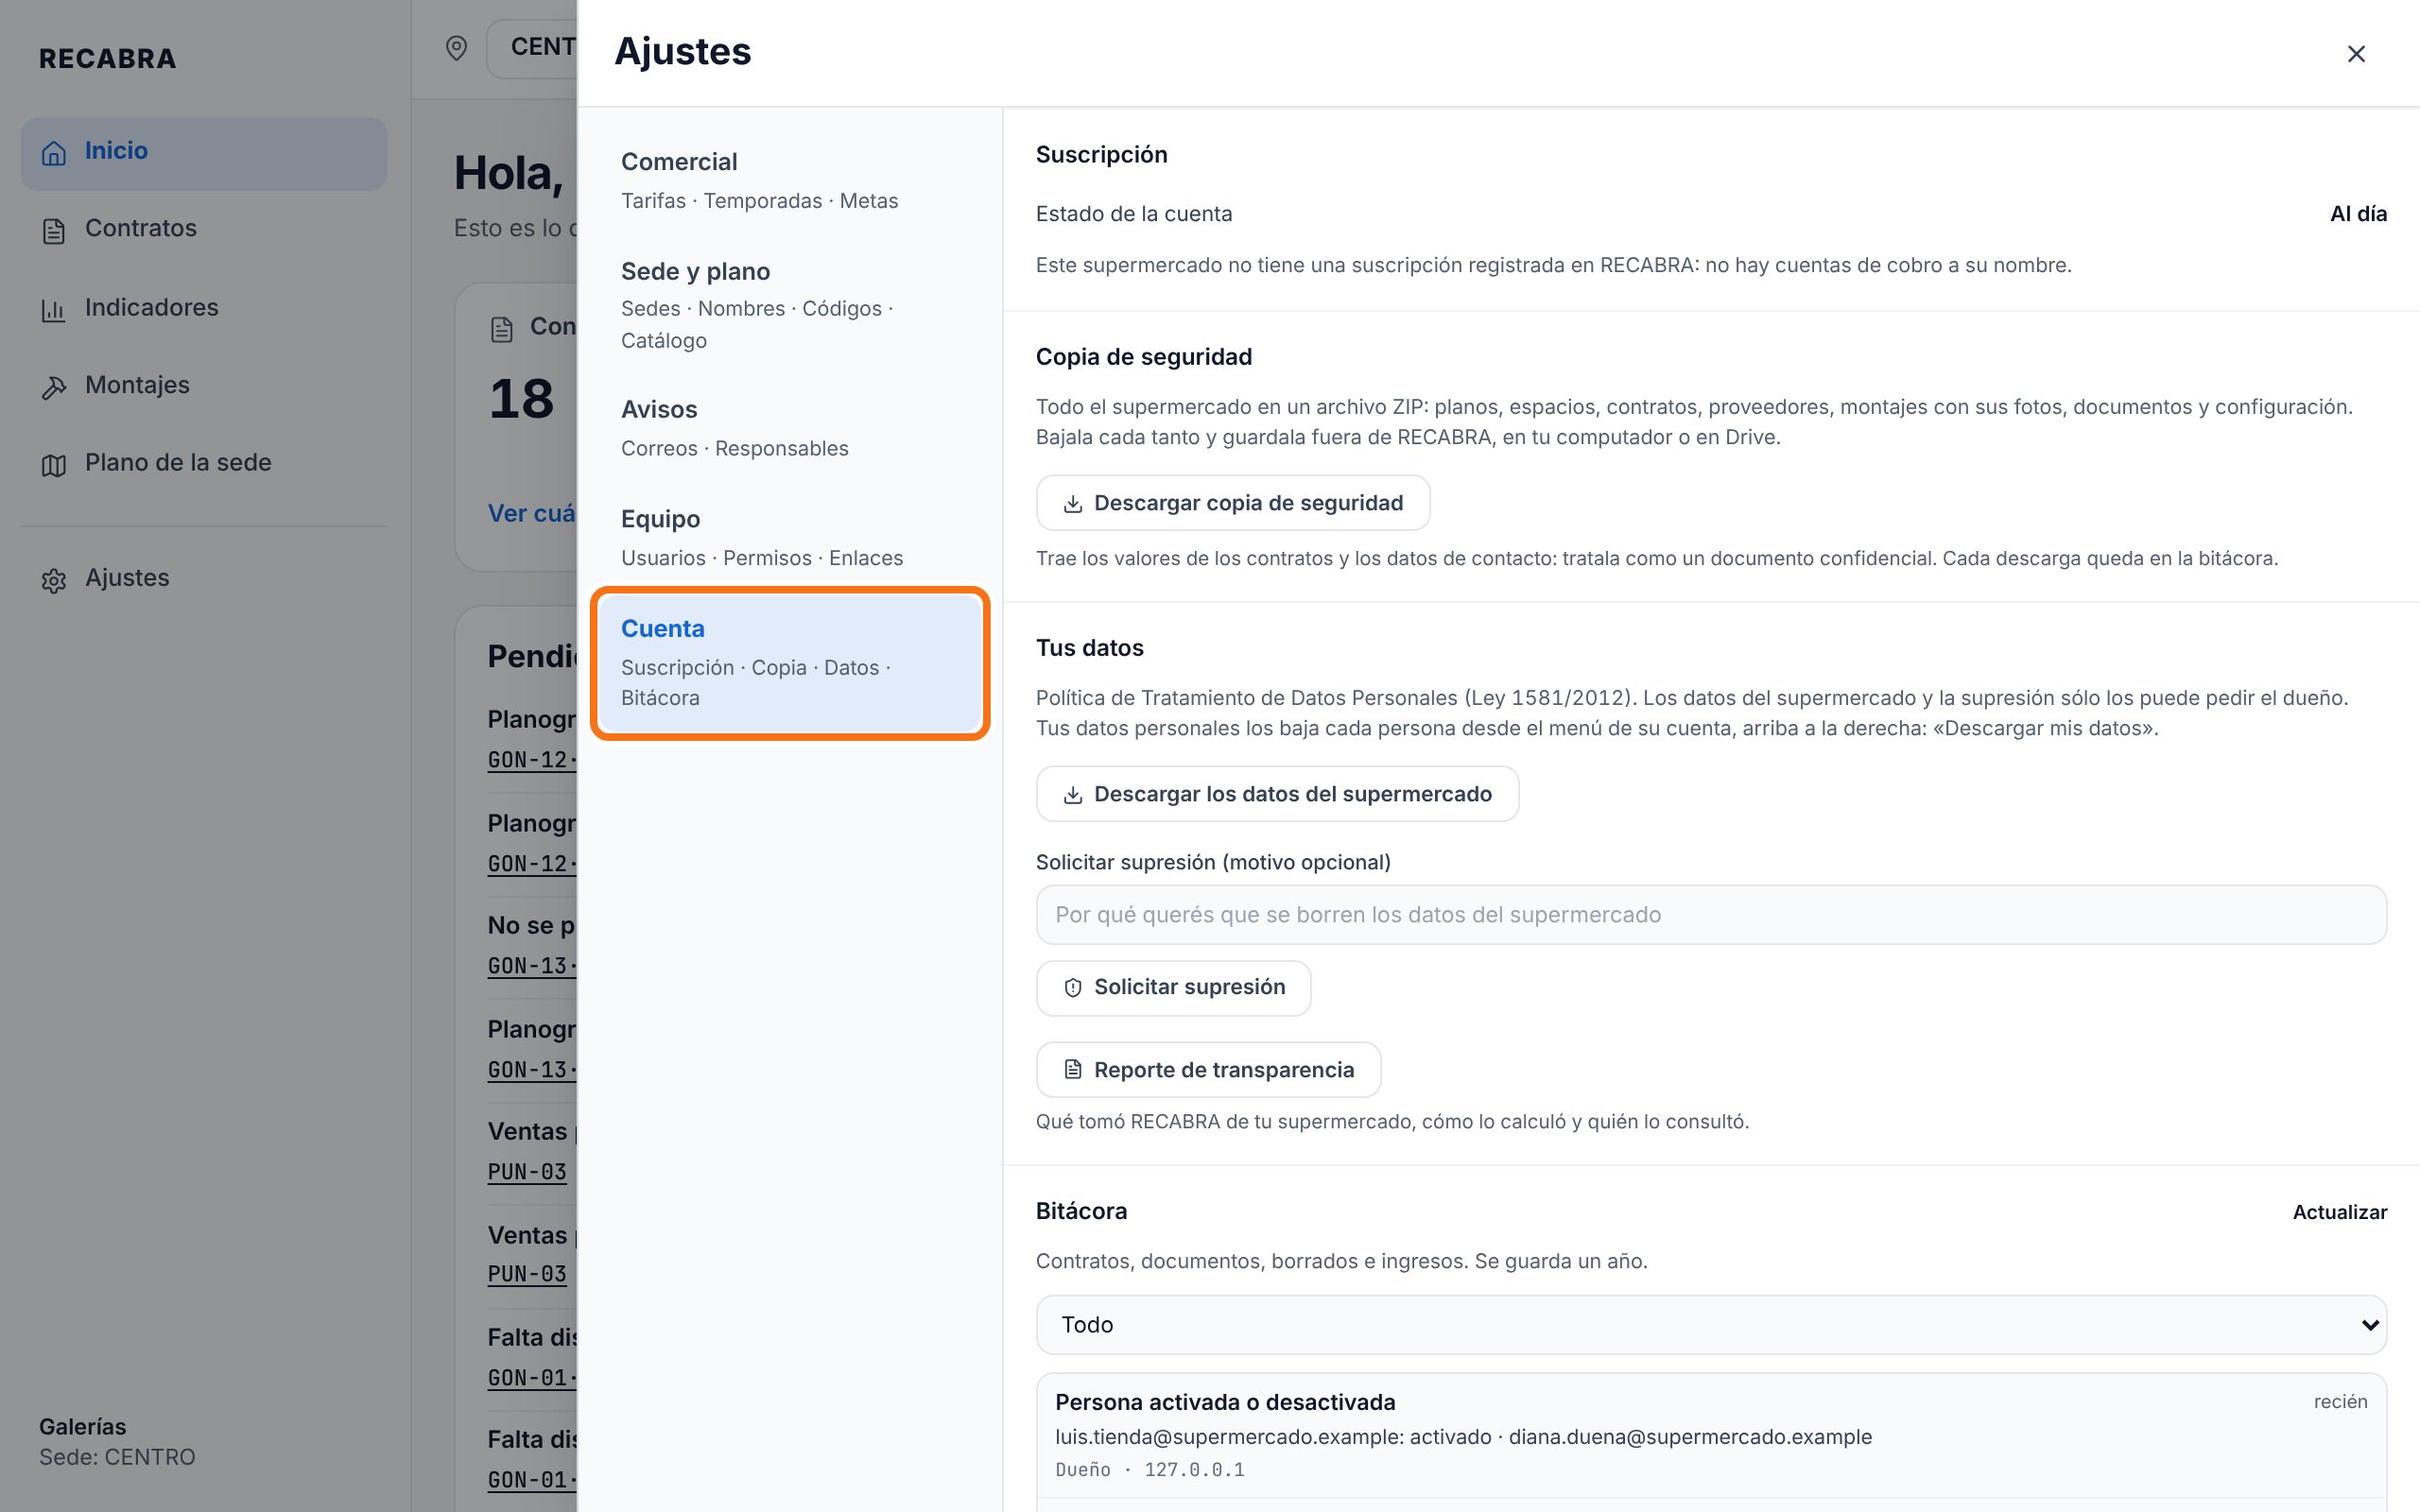 RECABRA
Inicio
Contratos
Indicadores
Montajes
Plano de la sede
Ajustes
Galerías
Sede: CENTRO
CENT
Hola,
Esto es lo
Con
18
Ver cuá
Pendi
Planogr
GON-12-
Planogr
GON-12-
No se p
GON-13-
Planogr
GON-13-
Ventas
PUN-03
Ventas
PUN-03
Falta dis
GON-01-
Falta dis
GON-01-
Ajustes
Comercial
Tarifas · Temporadas · Metas
Sede y plano
Sedes · Nombres · Códigos ·
Catálogo
Avisos
Correos · Responsables
Equipo
Usuarios · Permisos · Enlaces
Cuenta
Suscripción · Copia · Datos ·
Bitácora
Suscripción
Estado de la cuenta
Al día
Este supermercado no tiene una suscripción registrada en RECABRA: no hay cuentas de cobro a su nombre.
Copia de seguridad
Todo el supermercado en un archivo ZIP: planos, espacios, contratos, proveedores, montajes con sus fotos, documentos y configuración.
Bajala cada tanto y guardala fuera de RECABRA, en tu computador o en Drive.
Descargar copia de seguridad
Trae los valores de los contratos y los datos de contacto: tratala como un documento confidencial. Cada descarga queda en la bitácora.
Tus datos
Política de Tratamiento de Datos Personales (Ley 1581/2012). Los datos del supermercado y la supresión sólo los puede pedir el dueño.
Tus datos personales los baja cada persona desde el menú de su cuenta, arriba a la derecha: «Descargar mis datos».
Descargar los datos del supermercado
Solicitar supresión (motivo opcional)
Por qué querés que se borren los datos del supermercado
Solicitar supresión
Reporte de transparencia
Qué tomó RECABRA de tu supermercado, cómo lo calculó y quién lo consultó.
Bitácora
Actualizar
Contratos, documentos, borrados e ingresos. Se guarda un año.
Todo
Persona activada o desactivada
recién
luis.tienda@supermercado.example: activado · diana.duena@supermercado.example
Dueño · 127.0.0.1